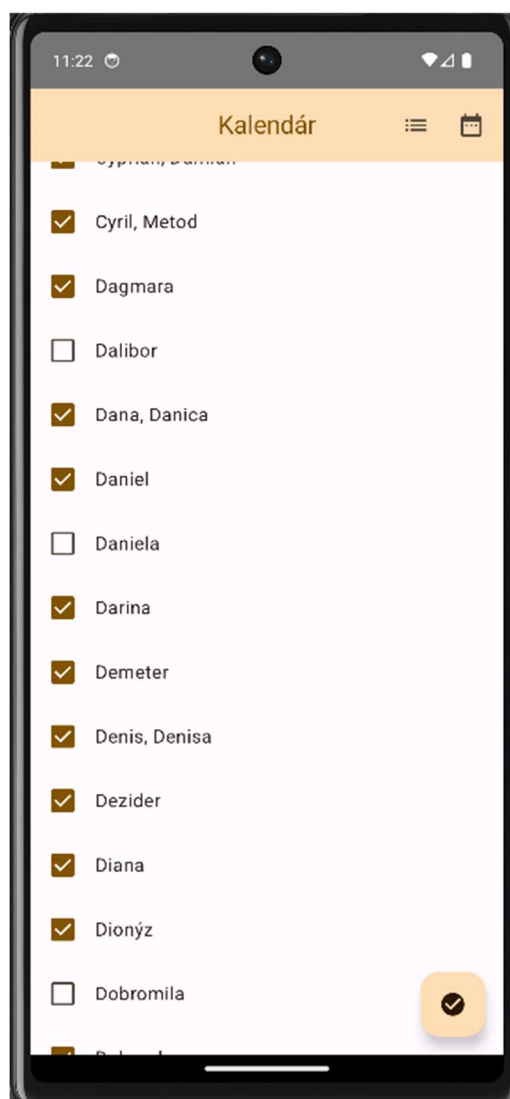 11:22
Kalendár
Cyril, Metod
Dagmara
Dalibor
Dana, Danica
Daniel
Daniela
Darina
Demeter
Denis, Denisa
Dezider
Diana
Dionýz
Dobromila